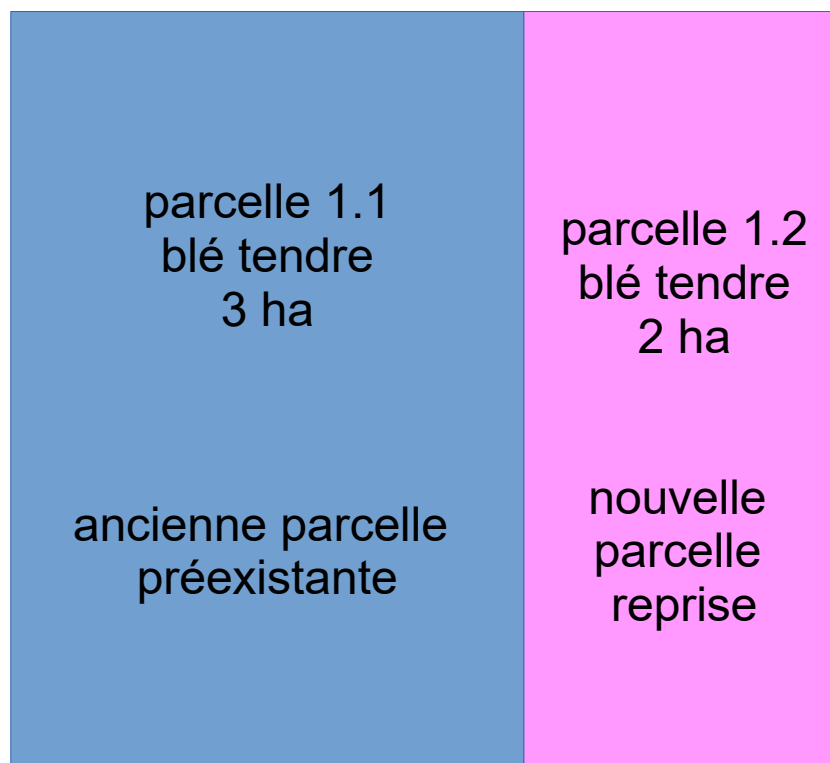 parcelle 1.1
blé tendre
3 ha
ancienne parcelle
préexistante
parcelle 1.2
blé tendre
2 ha
nouvelle
parcelle
reprise